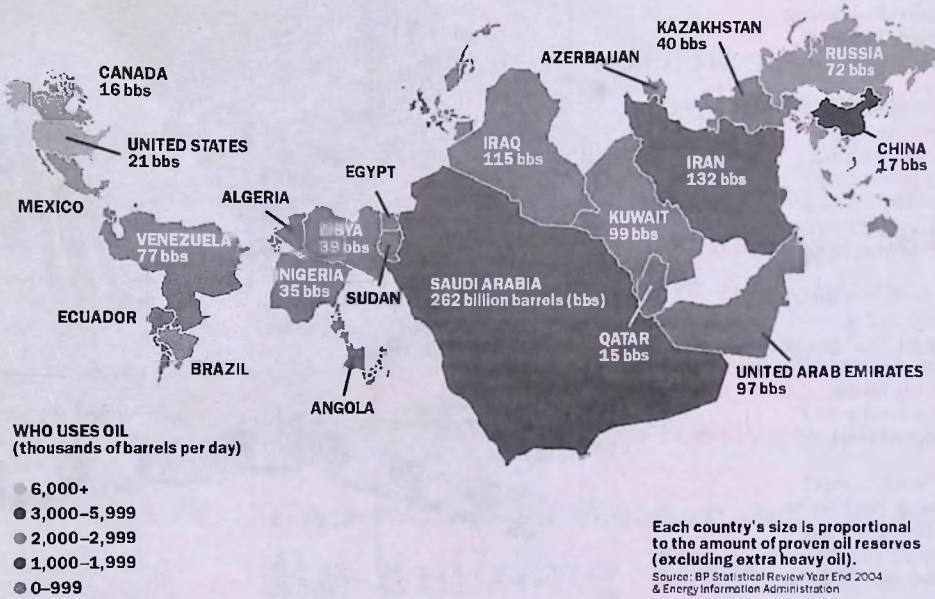 CANADA
16 bbs
UNITED STATES
21 bbs
MEXICO
VENEZUELA
77 bbs
ECUADOR
BRAZIL
ALGERIA
EGYPT
LIBYA
39 bbs
NIGERIA
35 bbs
SUDAN
ANGOLA
SAUDI ARABIA
262 billion barrels (bbs)
IRAQ
115 bbs
KUWAIT
99 bbs
QATAR
15 bbs
UNITED ARAB EMIRATES
97 bbs
IRAN
132 bbs
AZERBAIJAN
KAZAKHSTAN
40 bbs
RUSSIA
72 bbs
CHINA
17 bbs
WHO USES OIL
(thousands of barrels per day)
6,000+
3,000–5,999
2,000–2,999
1,000–1,999
0–999
Each country's size is proportional
to the amount of proven oil reserves
(excluding extra heavy oil).
Source: BP Statistical Review Year End 2004
& Energy Information Administration